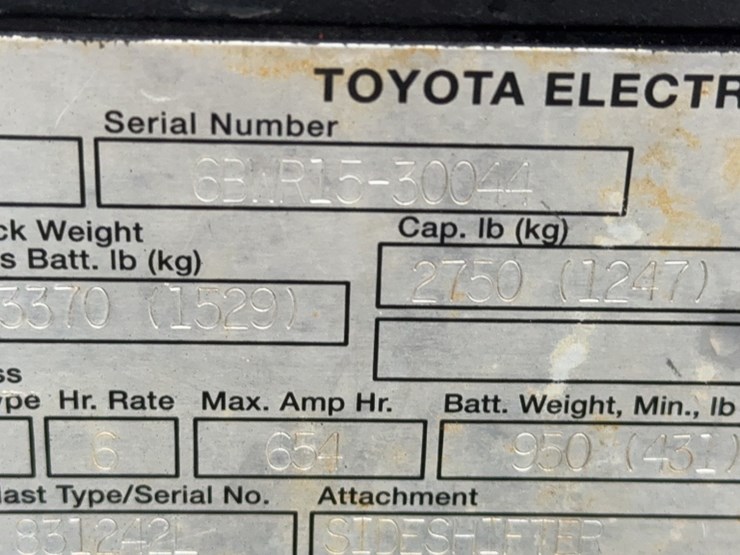 TOYOTA ELECTR
Serial Number
6BWR15-30044
ck Weight
s Batt. lb (kg)
Cap. lb (kg)
3370 (1529)
2750 (1247)
ss
ype Hr. Rate Max. Amp Hr. Batt. Weight, Min., lb
6 654 950 (431)
last Type/Serial No. Attachment
831242L SIDESHIFTER